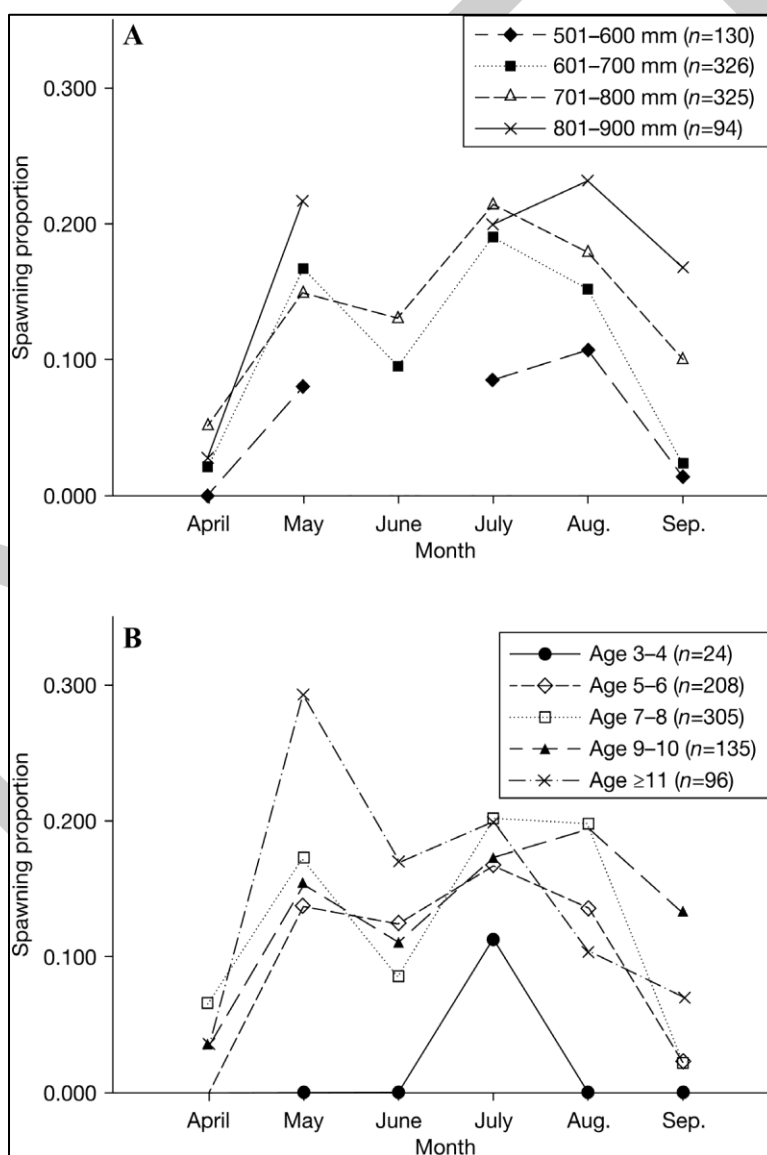 A
501–600 mm (n=130)
601–700 mm (n=326)
701–800 mm (n=325)
801–900 mm (n=94)
0.300
0.200
0.100
0.000
Spawning proportion
April May June July Aug. Sep.
Month
B
Age 3–4 (n=24)
Age 5–6 (n=208)
Age 7–8 (n=305)
Age 9–10 (n=135)
Age ≥11 (n=96)
0.300
0.200
0.100
0.000
Spawning proportion
April May June July Aug. Sep.
Month